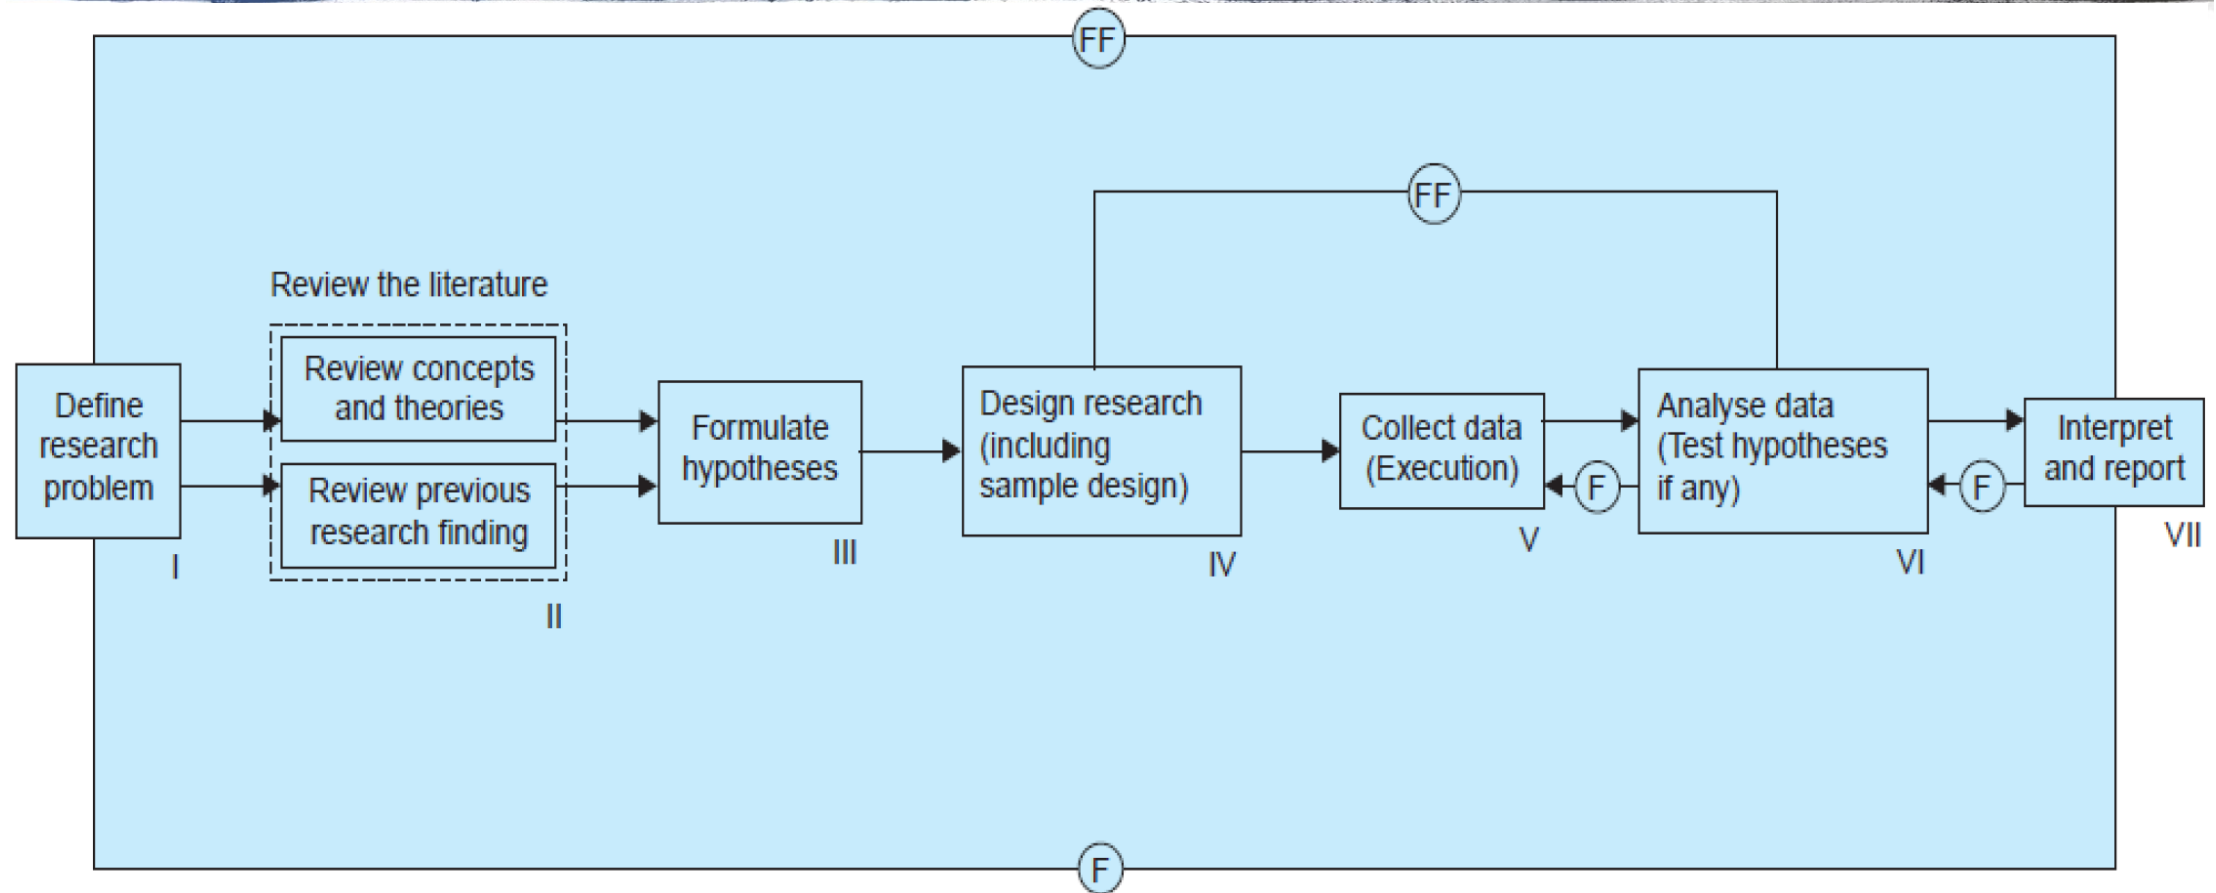 FF
FF
Review the literature
Define
research
problem
I
Review concepts
and theories
Review previous
research finding
II
Formulate
hypotheses
III
Design research
(including
sample design)
IV
Collect data
(Execution)
V
F
Analyse data
(Test hypotheses
if any)
VI
F
Interpret
and report
VII
F